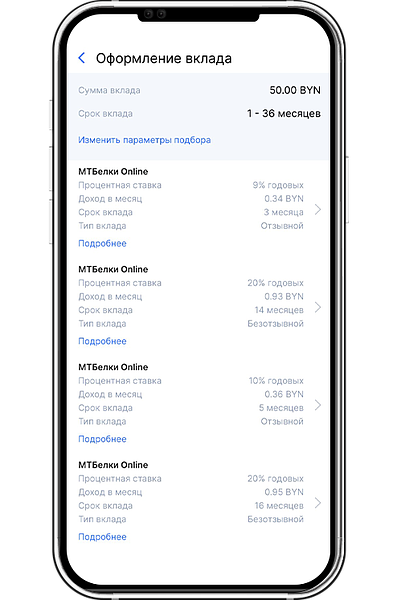 Оформление вклада
Сумма вклада 50.00 BYN
Срок вклада 1 - 36 месяцев
Изменить параметры подбора
МТБелки Online
Процентная ставка 9% годовых
Доход в месяц 0.34 BYN
Срок вклада 3 месяца
Тип вклада Отзывной
Подробнее
МТБелки Online
Процентная ставка 20% годовых
Доход в месяц 0.93 BYN
Срок вклада 14 месяцев
Тип вклада Безотзывной
Подробнее
МТБелки Online
Процентная ставка 10% годовых
Доход в месяц 0.36 BYN
Срок вклада 5 месяцев
Тип вклада Отзывной
Подробнее
МТБелки Online
Процентная ставка 20% годовых
Доход в месяц 0.95 BYN
Срок вклада 16 месяцев
Тип вклада Безотзывной
Подробнее